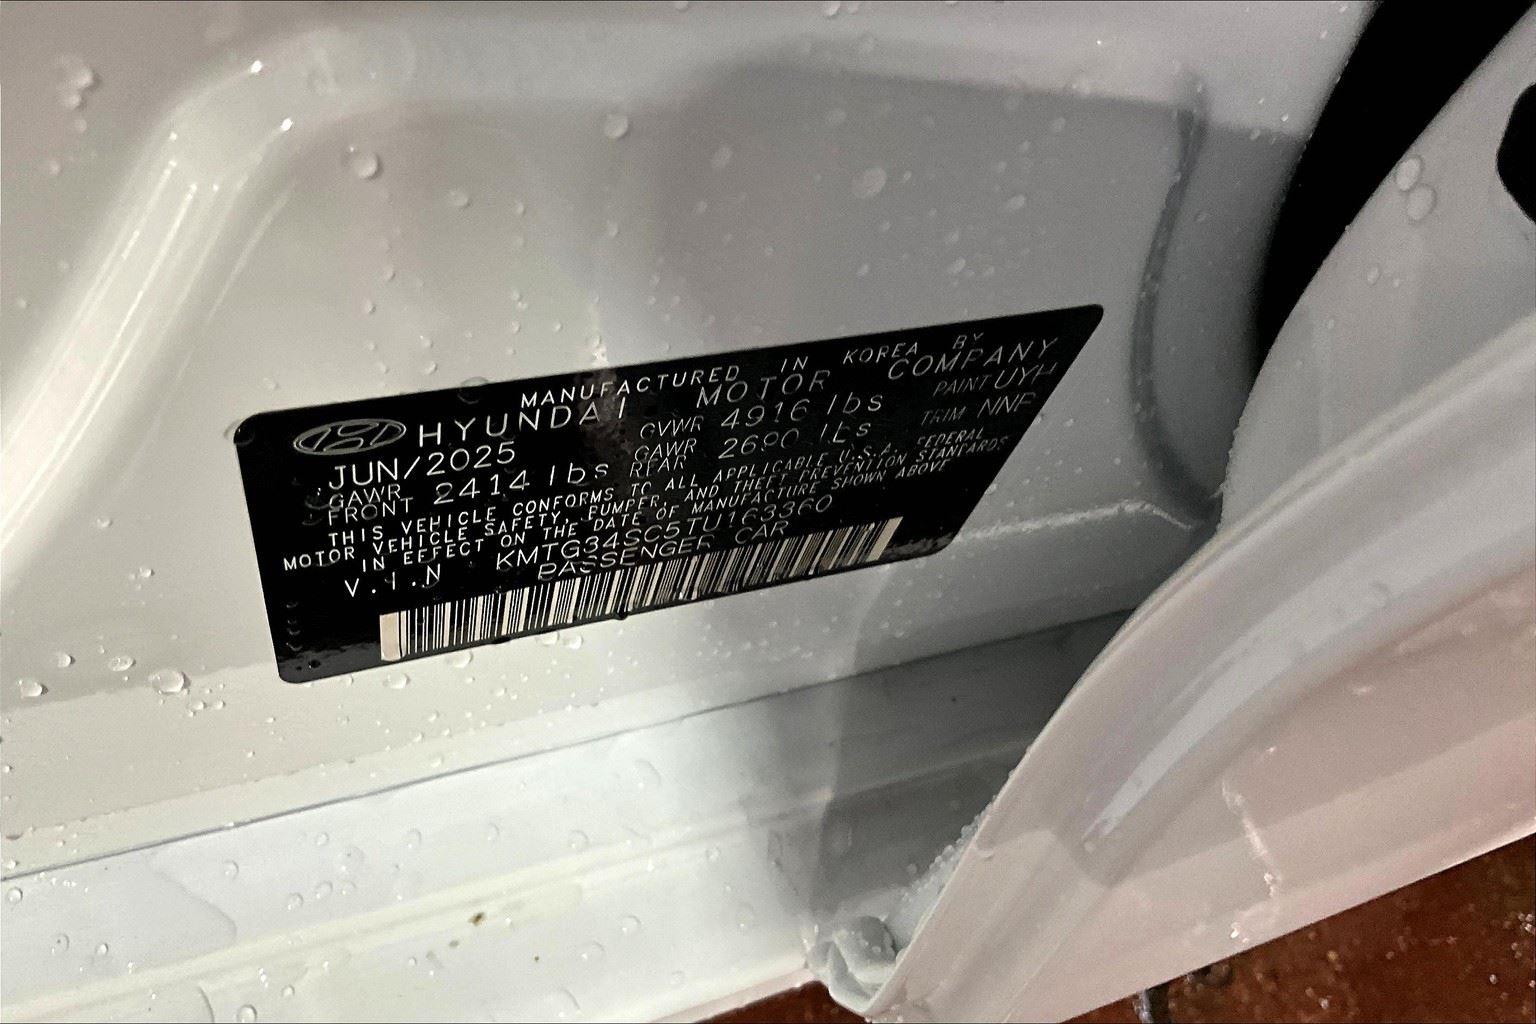 MANUFACTURED IN KOREA BY
HYUNDAI MOTOR COMPANY
JUN/2025 GVWR 4916 lbs PAINT UYH
GAWR FRONT 2414 lbs GAWR REAR 2690 lbs TRIM NNF
THIS VEHICLE CONFORMS TO ALL APPLICABLE U.S.A. FEDERAL
MOTOR VEHICLE SAFETY, BUMPER, AND THEFT PREVENTION STANDARDS
IN EFFECT ON THE DATE OF MANUFACTURE SHOWN ABOVE
V.I.N KMTG34SC5TU163360
PASSENGER CAR